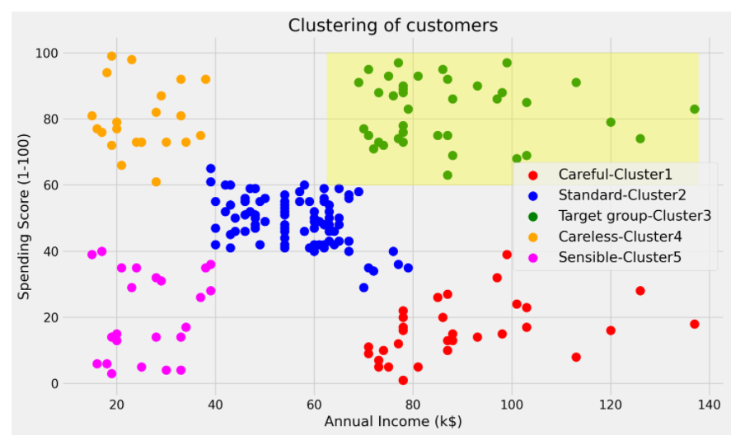 Clustering of customers
100
80
60
40
20
0
Spending Score (1-100)
Careful-Cluster1
Standard-Cluster2
Target group-Cluster3
Careless-Cluster4
Sensible-Cluster5
20 40 60 80 100 120 140
Annual Income (k$)